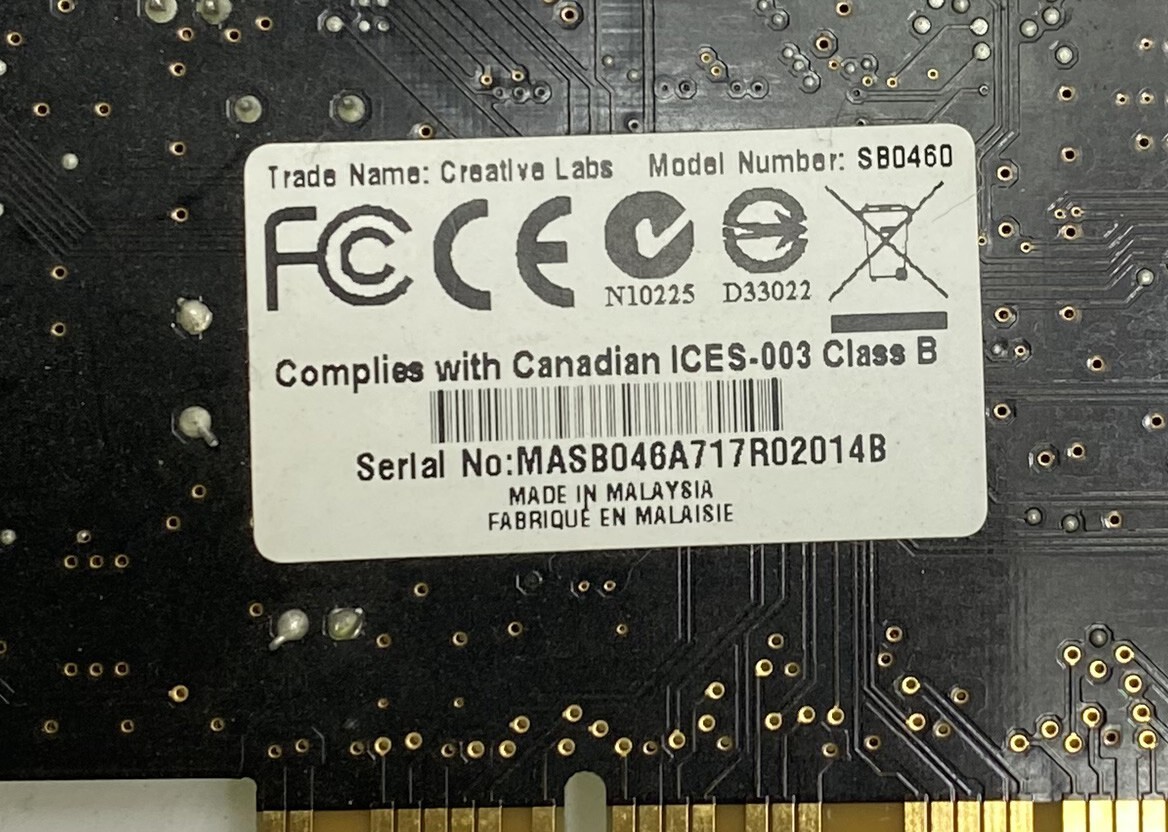 Trade Name: Creative Labs Model Number: SB0460
FC CE
N10225 D33022
Complies with Canadian ICES-003 Class B
Serial No:MASB046A717R02014B
MADE IN MALAYSIA
FABRIQUE EN MALAISIE